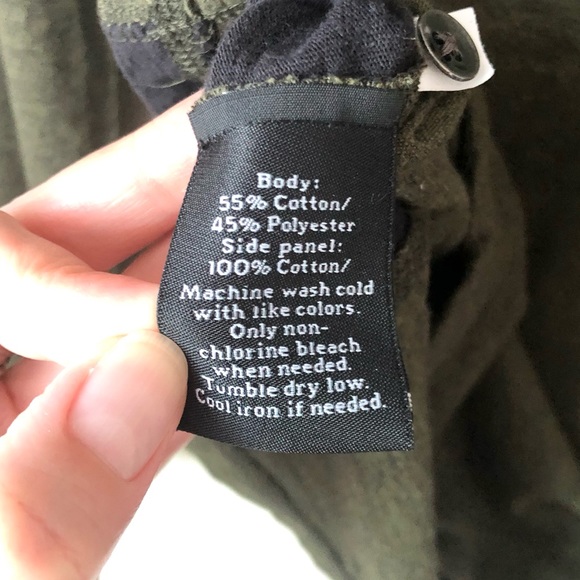 Body:
55% Cotton/
45% Polyester
Side panel:
100% Cotton/
Machine wash cold
with like colors.
Only non-
chlorine bleach
when needed.
Tumble dry low.
Cool iron if needed.